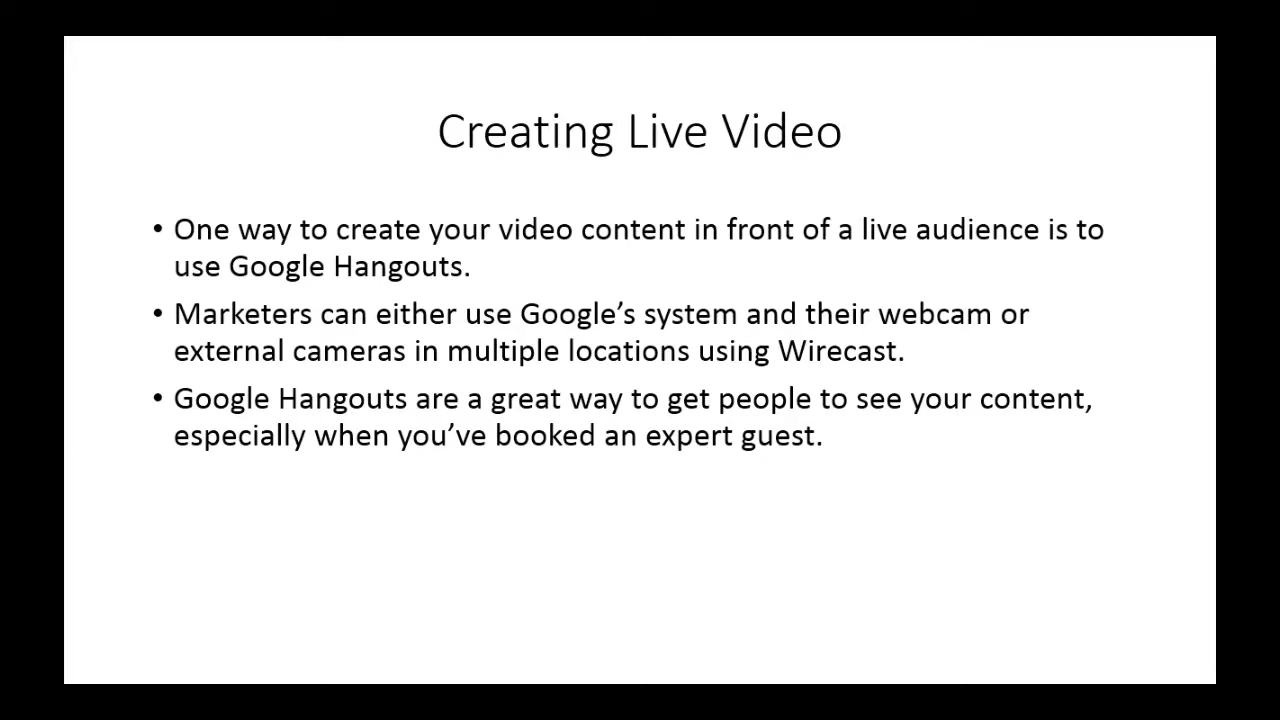 Creating Live Video
• One way to create your video content in front of a live audience is to
use Google Hangouts.
• Marketers can either use Google’s system and their webcam or
external cameras in multiple locations using Wirecast.
• Google Hangouts are a great way to get people to see your content,
especially when you’ve booked an expert guest.